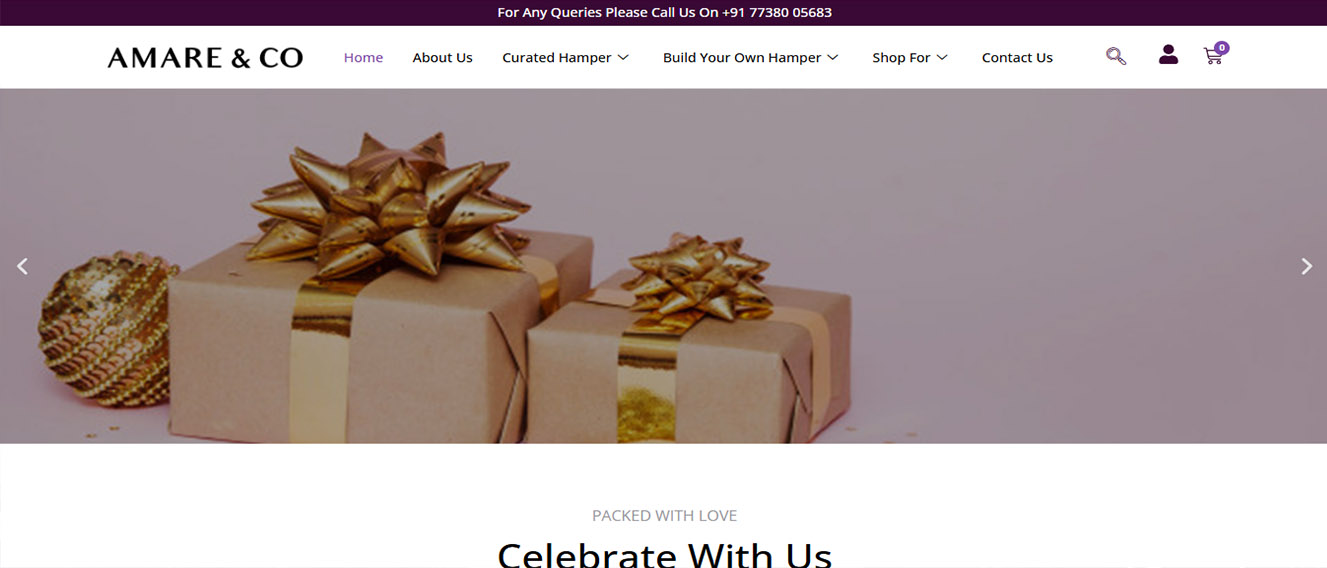 For Any Queries Please Call Us On +91 77380 05683
AMARE & CO Home About Us Curated Hamper Build Your Own Hamper Shop For Contact Us 0
PACKED WITH LOVE
Celebrate With Us